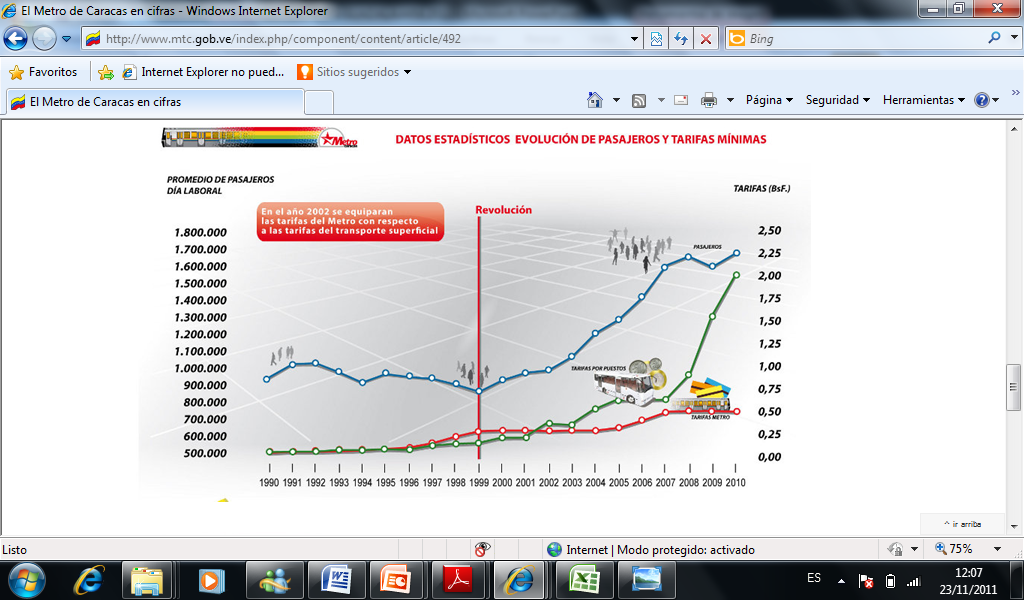 El Metro de Caracas en cifras - Windows Internet Explorer
http://www.mtc.gob.ve/index.php/component/content/article/492
Bing
Favoritos
Internet Explorer no pued...
Sitios sugeridos
El Metro de Caracas en cifras
Página
Seguridad
Herramientas
Metro
DATOS ESTADÍSTICOS EVOLUCIÓN DE PASAJEROS Y TARIFAS MÍNIMAS
PROMEDIO DE PASAJEROS
DÍA LABORAL
TARIFAS (BsF.)
En el año 2002 se equiparan
las tarifas del Metro con respecto
a las tarifas del transporte superficial
Revolución
1.800.000
1.700.000
1.600.000
1.500.000
1.400.000
1.300.000
1.200.000
1.100.000
1.000.000
900.000
800.000
700.000
600.000
500.000
PASAJEROS
TARIFAS POR PUESTOS
TARIFAS METRO
2,50
2,25
2,00
1,75
1,50
1,25
1,00
0,75
0,50
0,25
0,00
1990 1991 1992 1993 1994 1995 1996 1997 1998 1999 2000 2001 2002 2003 2004 2005 2006 2007 2008 2009 2010
^ ir arriba
Listo
Internet | Modo protegido: activado
75%
ES
12:07
23/11/2011